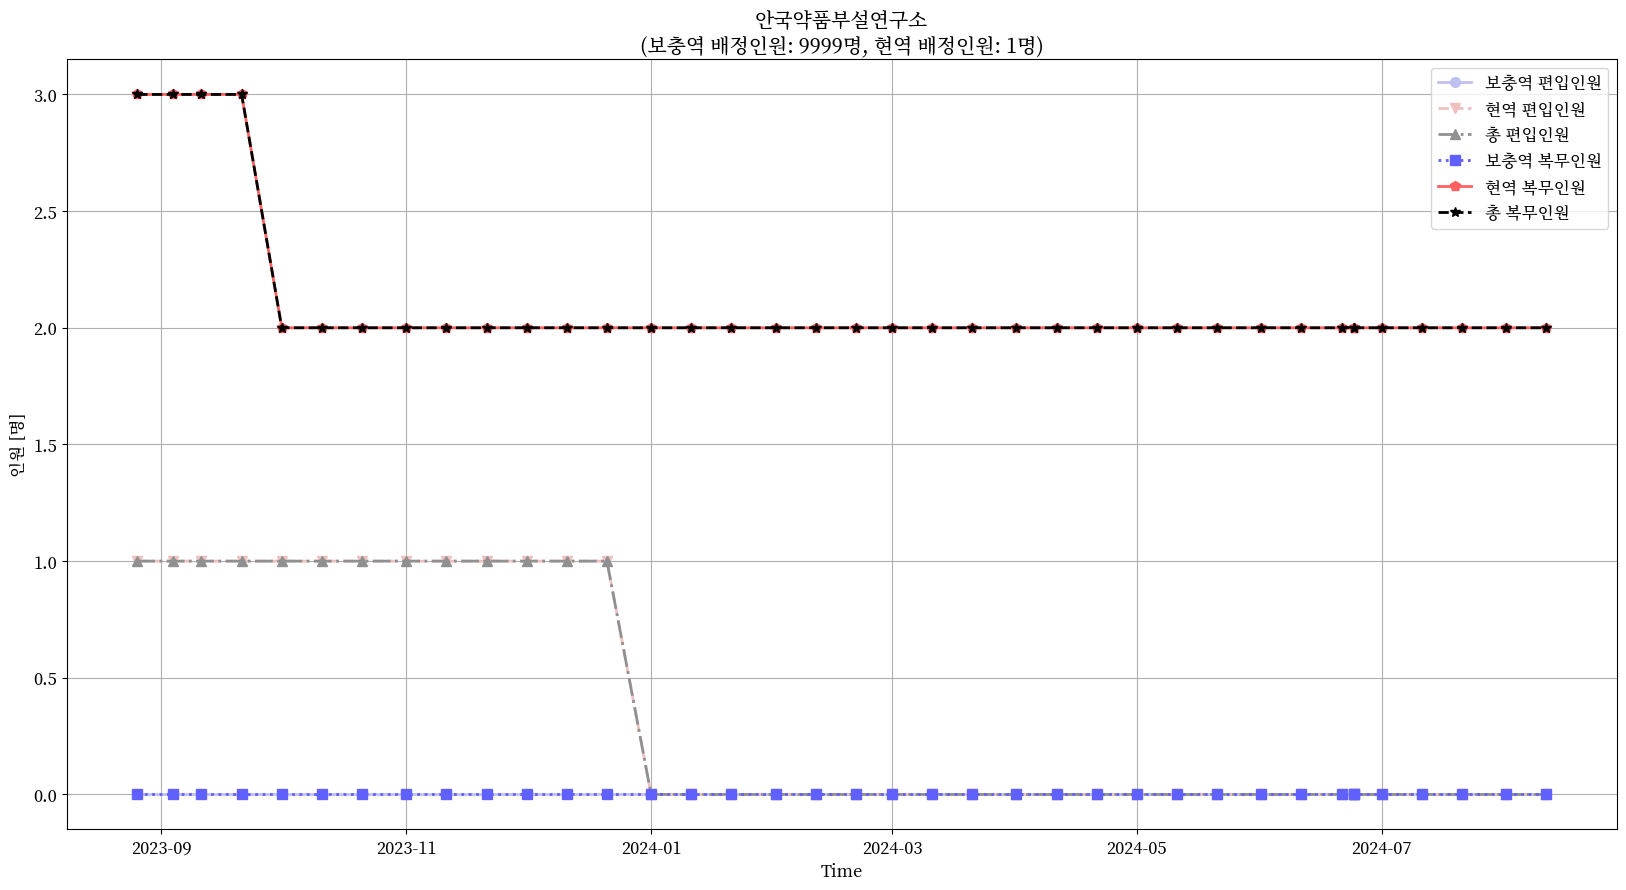 안국약품부설연구소
(보충역 배정인원: 9999명, 현역 배정인원: 1명)
보충역 편입인원
현역 편입인원
총 편입인원
보충역 복무인원
현역 복무인원
총 복무인원
3.0
2.5
2.0
1.5
1.0
0.5
0.0
인원 [명]
2023-09
2023-11
2024-01
2024-03
2024-05
2024-07
Time